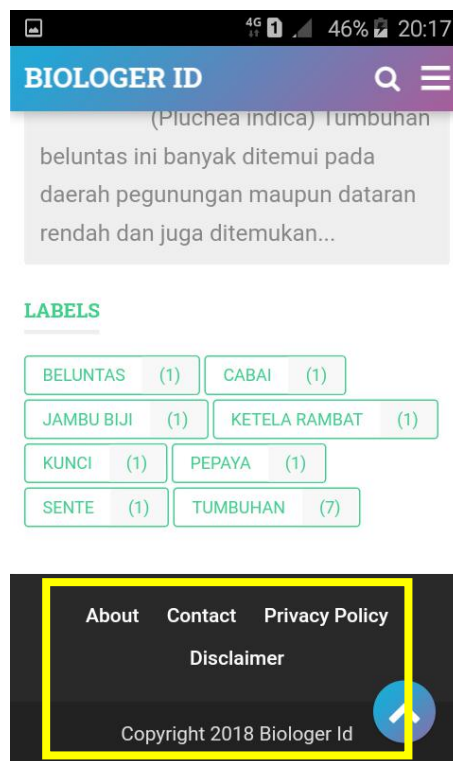 4G 1 46% 20:17
BIOLOGER ID
(Pluchea indica) Tumbuhan
beluntas ini banyak ditemui pada
daerah pegunungan maupun dataran
rendah dan juga ditemukan...
LABELS
BELUNTAS (1) CABAI (1)
JAMBU BIJI (1) KETELA RAMBAT (1)
KUNCI (1) PEPAYA (1)
SENTE (1) TUMBUHAN (7)
About Contact Privacy Policy
Disclaimer
Copyright 2018 Biologer Id